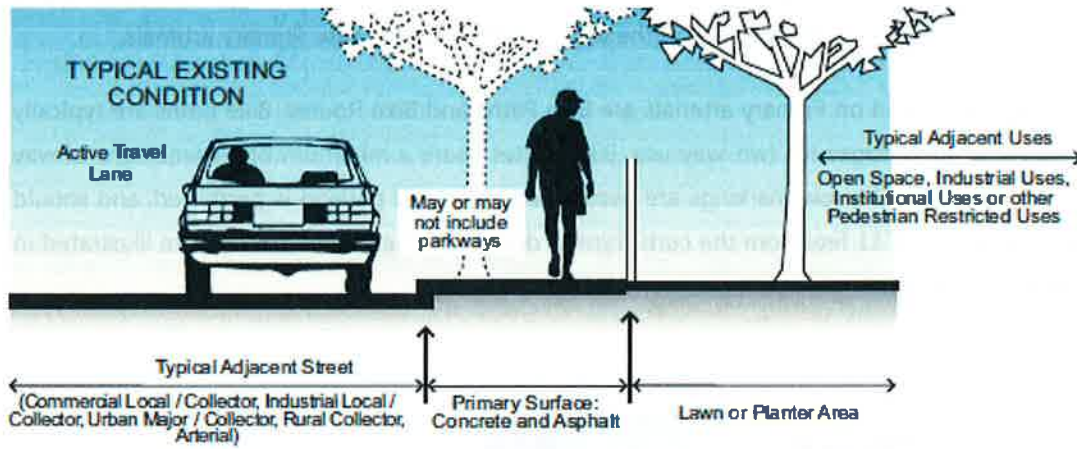 TYPICAL EXISTING
CONDITION
Active Travel
Lane
May or may
not include
parkways
Typical Adjacent Uses
Open Space, Industrial Uses,
Institutional Uses or other
Pedestrian Restricted Uses
Typical Adjacent Street
(Commercial Local / Collector, Industrial Local /
Collector, Urban Major / Collector, Rural Collector,
Arterial)
Primary Surface:
Concrete and Asphalt
Lawn or Planter Area